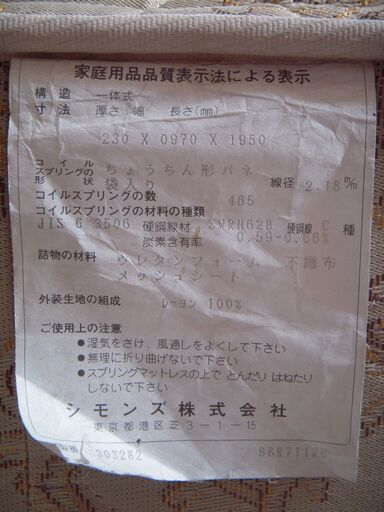 家庭用品品質表示法による表示
構造 一体式
寸法 厚さ×幅 長さ(mm)
230 X 0970 X 1950
コイルスプリングの形状 ちょうちん形バネ袋入り 線径 2.18m/m
コイルスプリングの数 465
コイルスプリングの材料の種類
JIS G 3506 硬鋼線材 SWRH62B 硬鋼線 C 種
炭素含有率 0.59-0.66%
詰物の材料 ウレタンフォーム 不織布
メッシュシート
外装生地の組成 レーヨン 100%
ご使用上の注意
●湿気をさけ、風通しをよくして下さい
●無理に折り曲げないで下さい
●スプリングマットレスの上で とんだり はねたり
しないで下さい
シモンズ株式会社
東京都港区芝3-1-15
303282 BBR7112